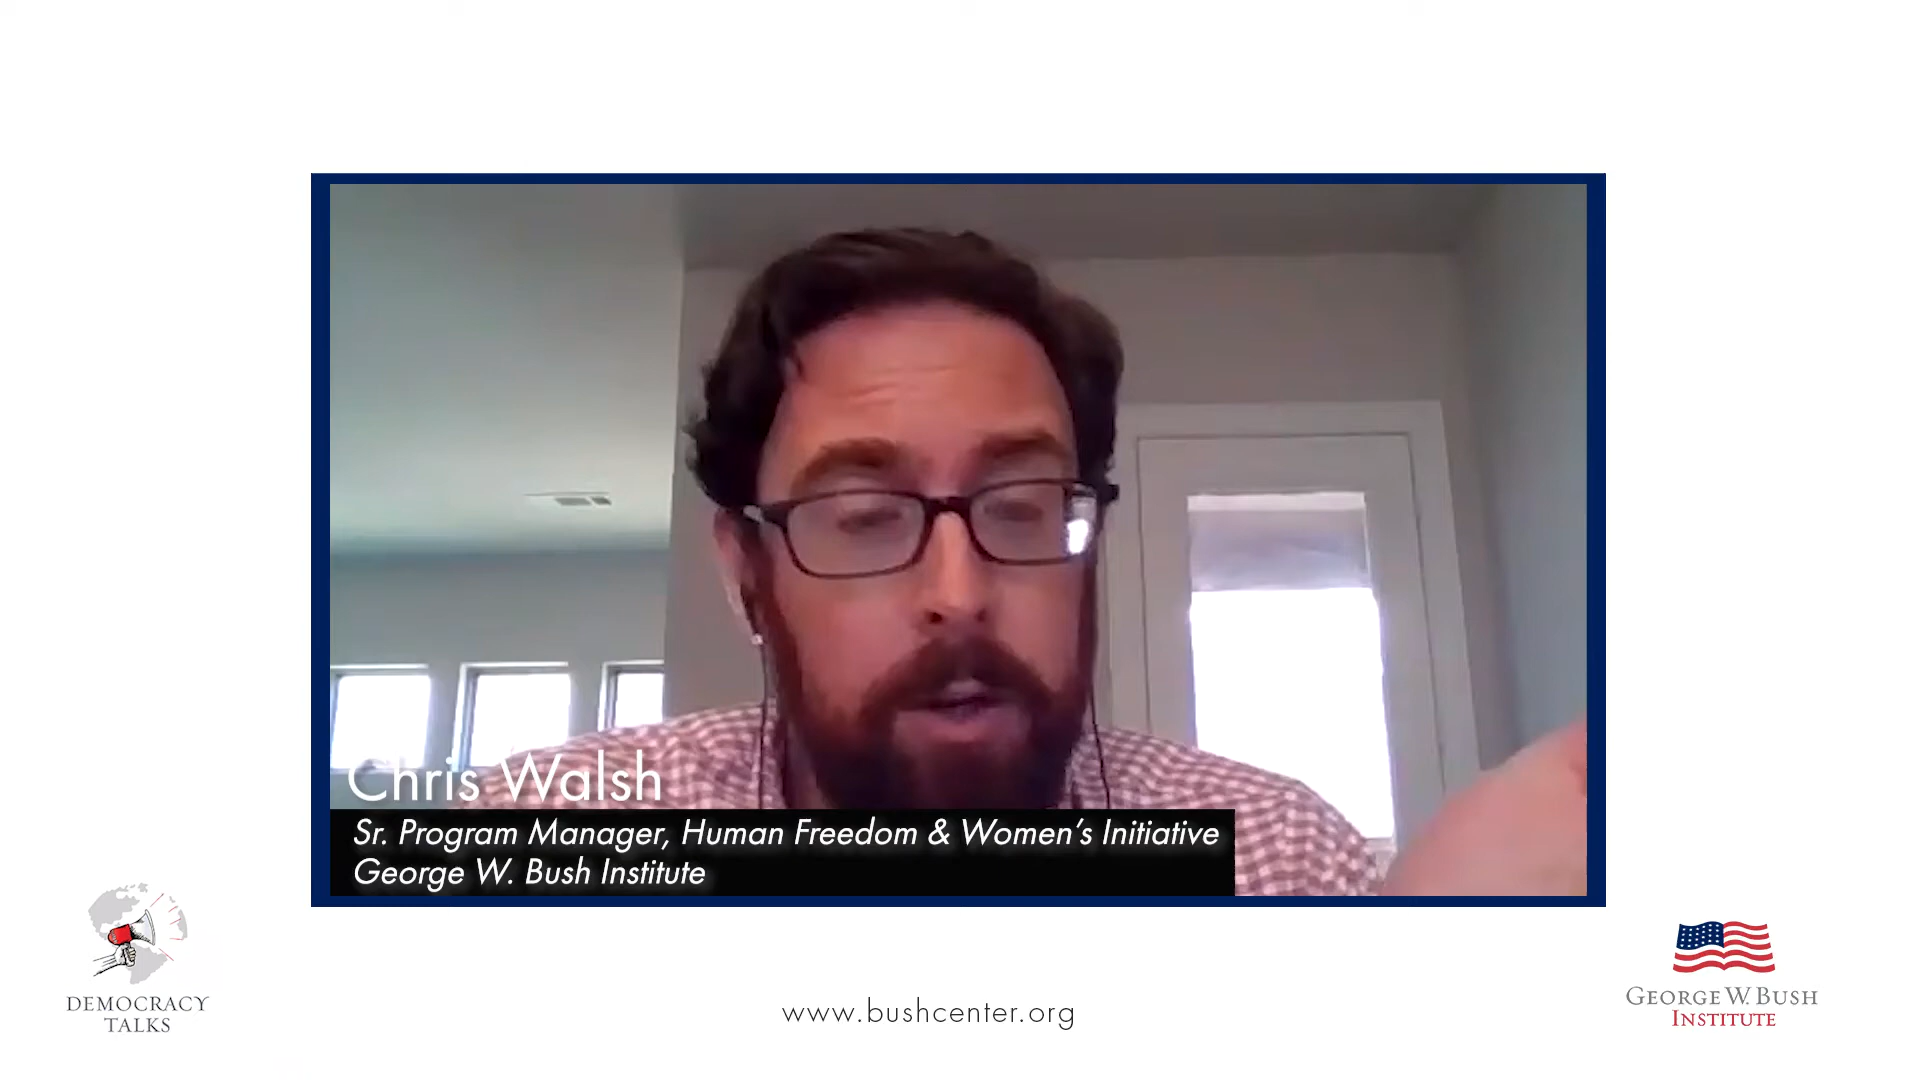 Chris Walsh
Sr. Program Manager, Human Freedom & Women's Initiative
George W. Bush Institute
DEMOCRACY
TALKS
www.bushcenter.org
GEORGE W. BUSH
INSTITUTE